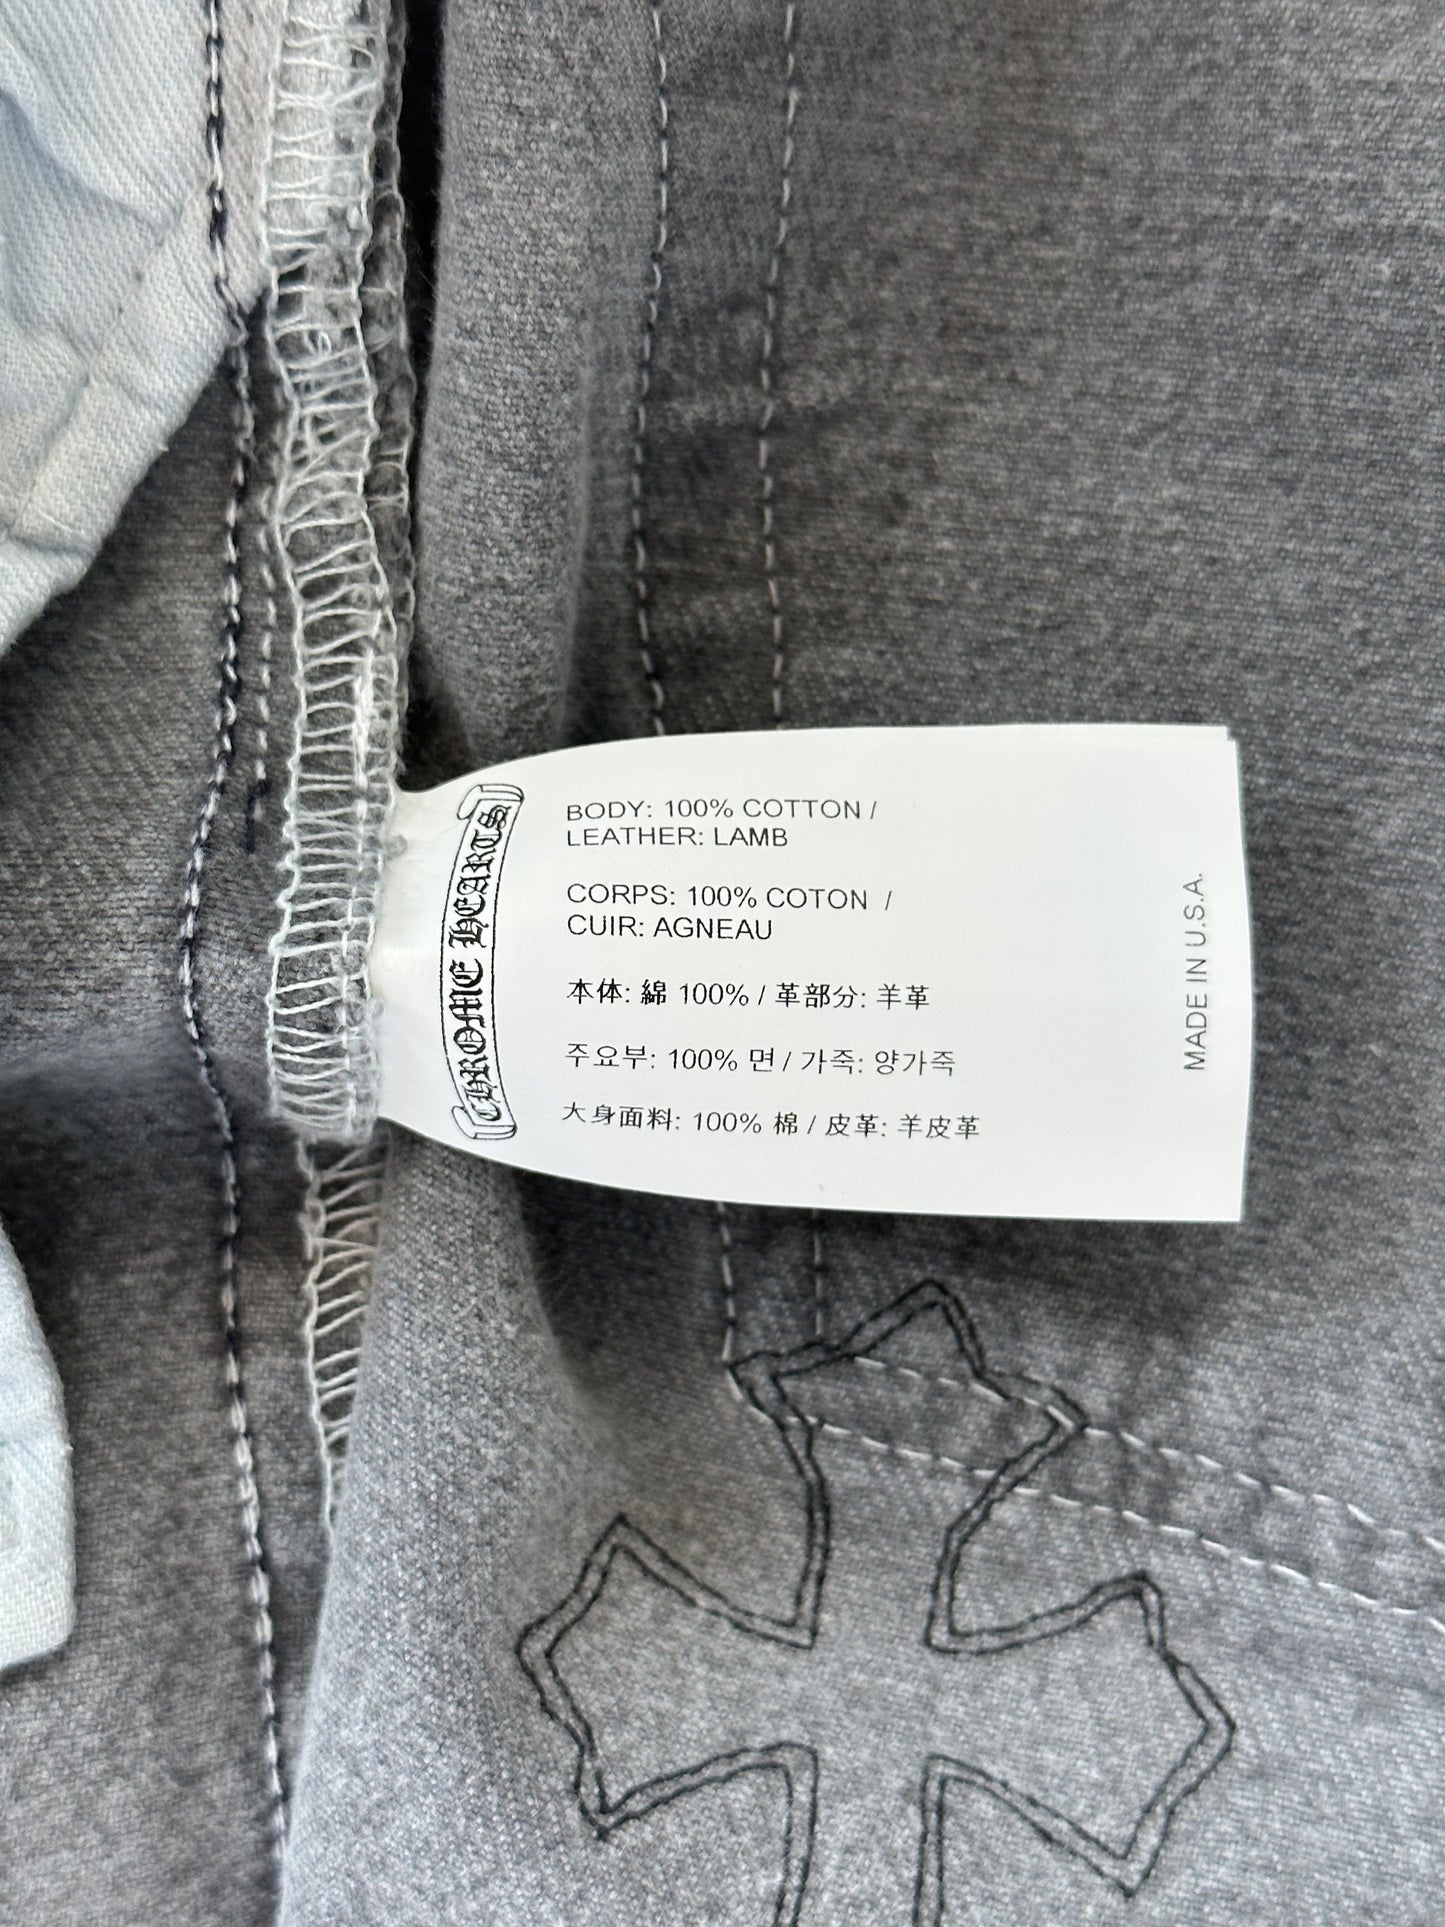 CHROME HEARTS
BODY: 100% COTTON /
LEATHER: LAMB
CORPS: 100% COTON /
CUIR: AGNEAU
本体: 綿 100% / 革部分: 羊革
주요부: 100% 면 / 가죽: 양가죽
大身面料: 100% 棉 / 皮革: 羊皮革
MADE IN U.S.A.